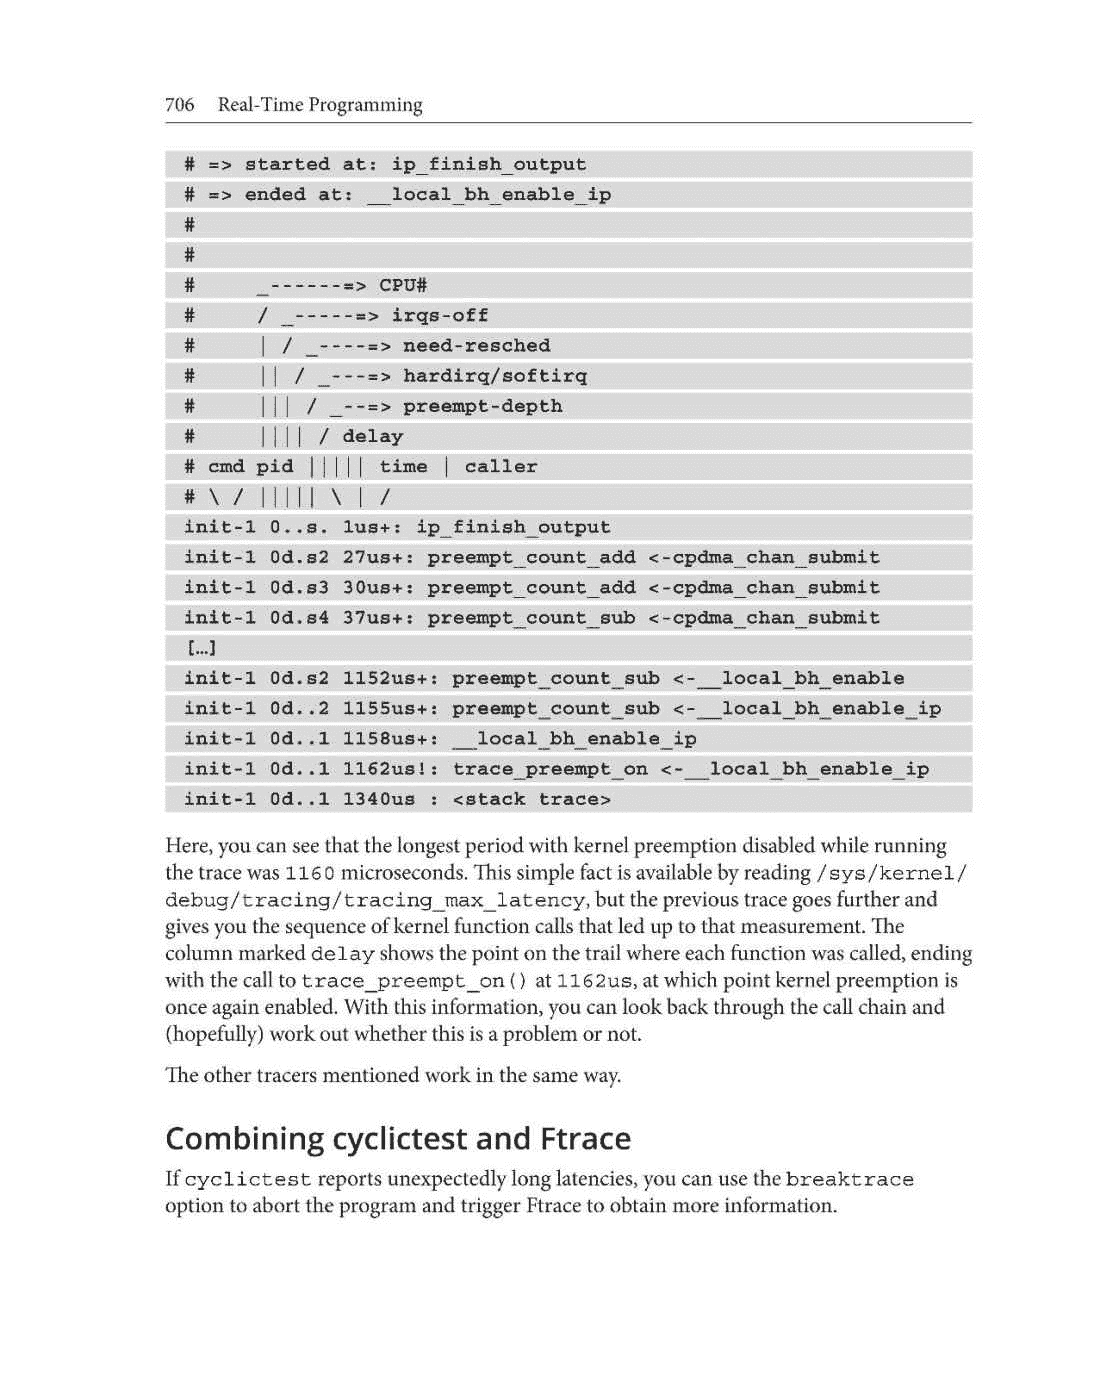 706 Real-Time Programming
# => started at: ip_finish_output
# => ended at: __local_bh_enable_ip
#
#
# _------=> CPU#
# / _-----=> irqs-off
# | / _----=> need-resched
# || / _---=> hardirq/softirq
# ||| / _--=> preempt-depth
# |||| / delay
# cmd pid ||||| time | caller
# \ / ||||| \ | /
init-1 0..s. 1us+: ip_finish_output
init-1 0d.s2 27us+: preempt_count_add <-cpdma_chan_submit
init-1 0d.s3 30us+: preempt_count_add <-cpdma_chan_submit
init-1 0d.s4 37us+: preempt_count_sub <-cpdma_chan_submit
[…]
init-1 0d.s2 1152us+: preempt_count_sub <-__local_bh_enable
init-1 0d..2 1155us+: preempt_count_sub <-__local_bh_enable_ip
init-1 0d..1 1158us+: __local_bh_enable_ip
init-1 0d..1 1162us!: trace_preempt_on <-__local_bh_enable_ip
init-1 0d..1 1340us : <stack trace>
Here, you can see that the longest period with kernel preemption disabled while running
the trace was 1160 microseconds. This simple fact is available by reading /sys/kernel/
debug/tracing/tracing_max_latency, but the previous trace goes further and
gives you the sequence of kernel function calls that led up to that measurement. The
column marked delay shows the point on the trail where each function was called, ending
with the call to trace_preempt_on() at 1162us, at which point kernel preemption is
once again enabled. With this information, you can look back through the call chain and
(hopefully) work out whether this is a problem or not.
The other tracers mentioned work in the same way.
Combining cyclictest and Ftrace
If cyclictest reports unexpectedly long latencies, you can use the breaktrace
option to abort the program and trigger Ftrace to obtain more information.